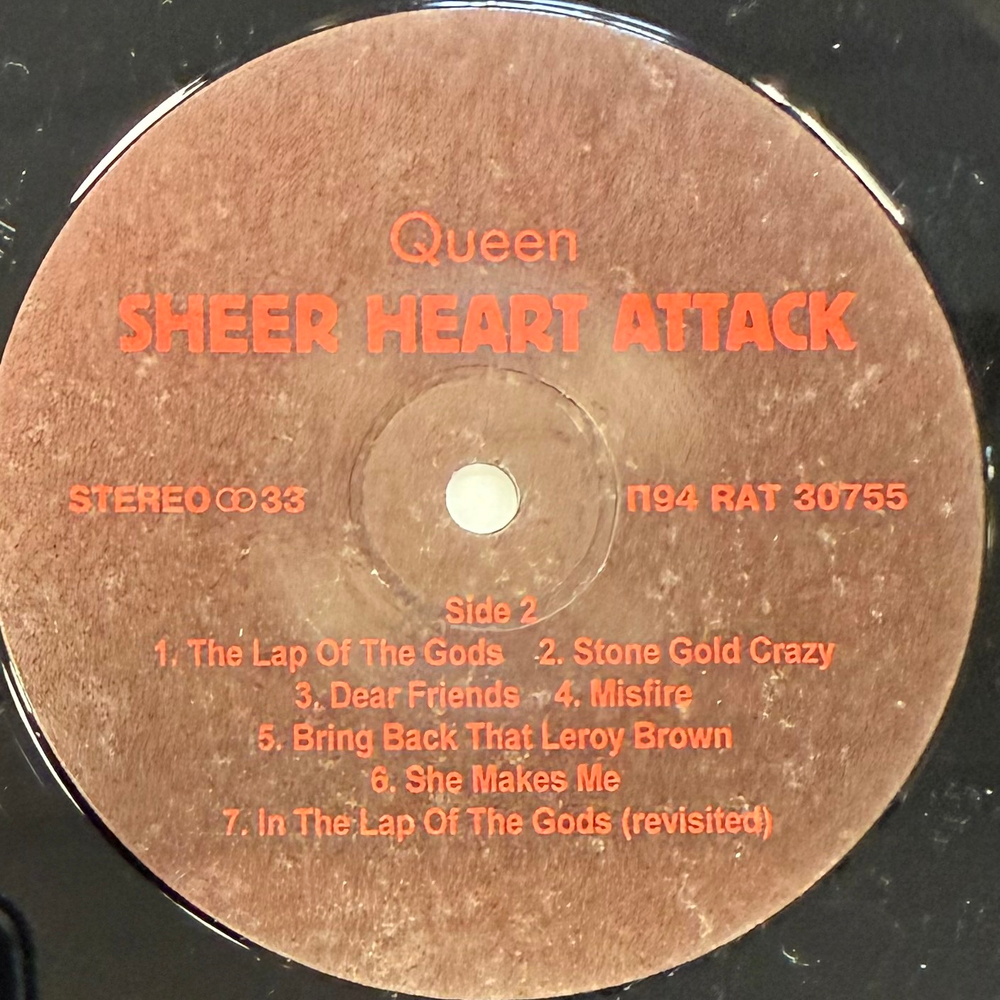 Queen
SHEER HEART ATTACK
STEREO ꝏ 33 П94 RAT 30755
Side 2
1. The Lap Of The Gods 2. Stone Gold Crazy
3. Dear Friends 4. Misfire
5. Bring Back That Leroy Brown
6. She Makes Me
7. In The Lap Of The Gods (revisited)